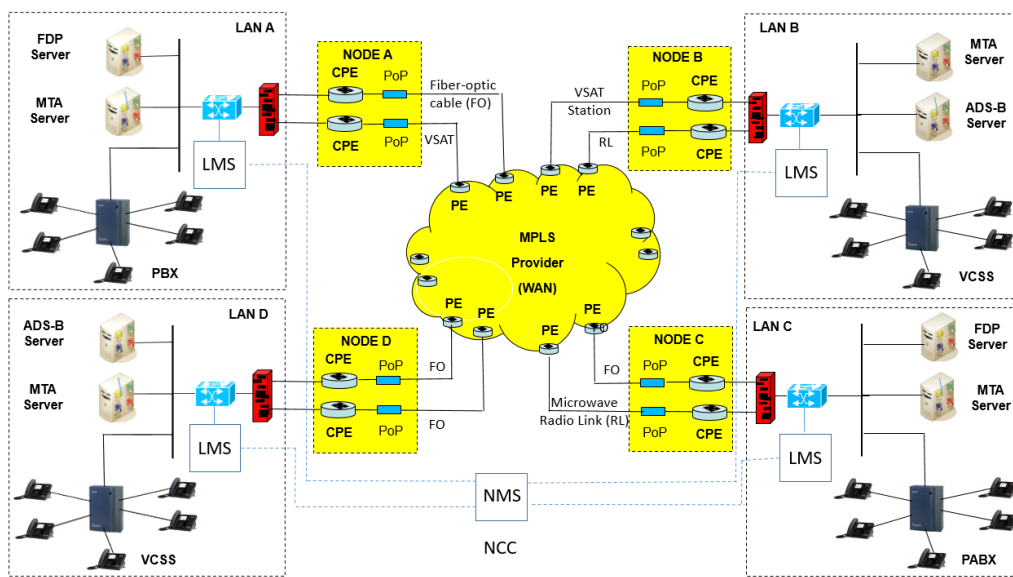 LAN A
FDP
Server
MTA
Server
LMS
PBX
NODE A
CPE
PoP
CPE
PoP
Fiber-optic
cable (FO)
VSAT
NODE B
VSAT
Station
PoP
CPE
RL
PoP
CPE
LAN B
MTA
Server
ADS-B
Server
LMS
VCSS
PE
PE
PE
PE
MPLS
Provider
(WAN)
PE
PE
PE
PE
LAN D
ADS-B
Server
MTA
Server
LMS
VCSS
NODE D
CPE
PoP
FO
CPE
PoP
FO
NODE C
FO
PoP
CPE
Microwave
Radio Link (RL)
PoP
CPE
LAN C
FDP
Server
MTA
Server
LMS
PABX
NMS
NCC